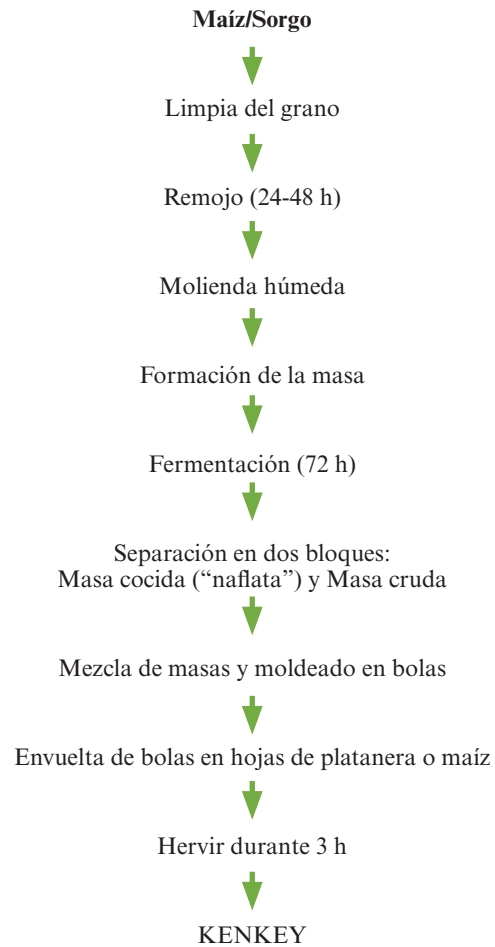 Maíz/Sorgo
Limpia del grano
Remojo (24-48 h)
Molienda húmeda
Formación de la masa
Fermentación (72 h)
Separación en dos bloques:
Masa cocida (“naflata”) y Masa cruda
Mezcla de masas y moldeado en bolas
Envuelta de bolas en hojas de platanera o maíz
Hervir durante 3 h
KENKEY